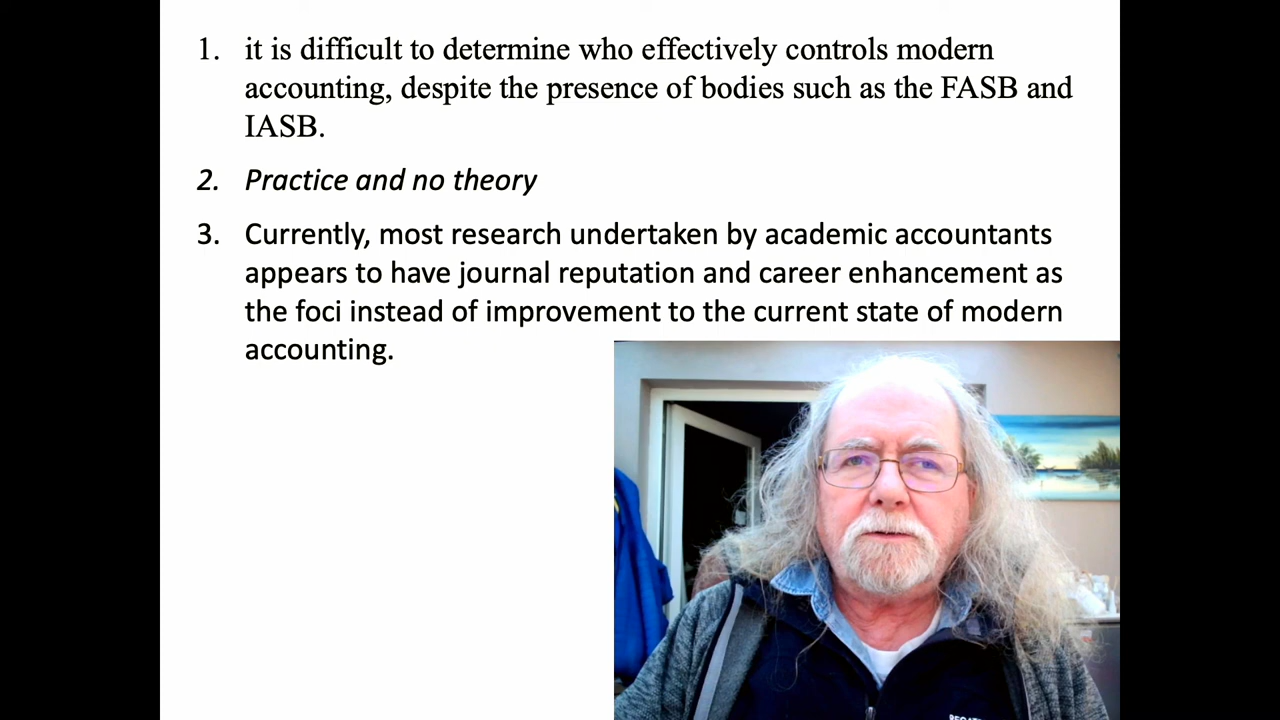 1. it is difficult to determine who effectively controls modern
accounting, despite the presence of bodies such as the FASB and
IASB.
2. Practice and no theory
3. Currently, most research undertaken by academic accountants
appears to have journal reputation and career enhancement as
the foci instead of improvement to the current state of modern
accounting.